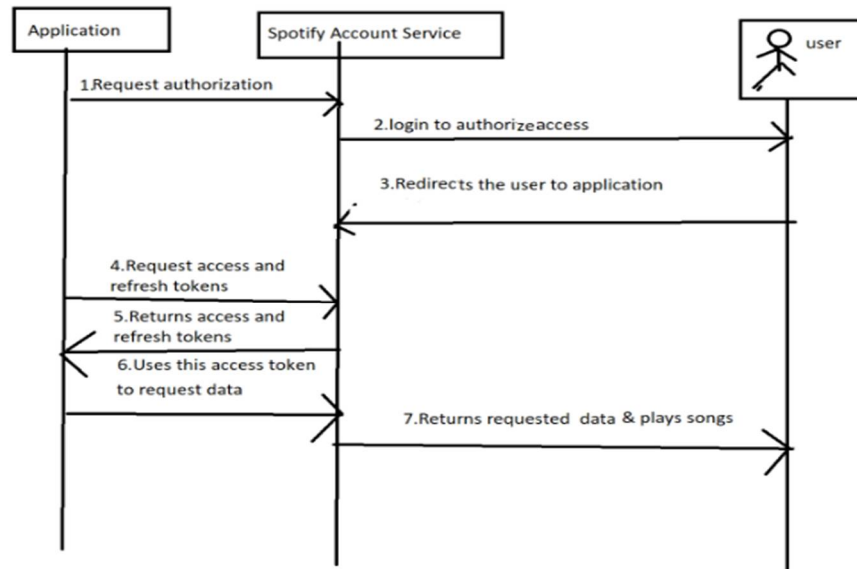 Application
Spotify Account Service
user
1.Request authorization
2.login to authorize access
3.Redirects the user to application
4.Request access and
refresh tokens
5.Returns access and
refresh tokens
6.Uses this access token
to request data
7.Returns requested data & plays songs